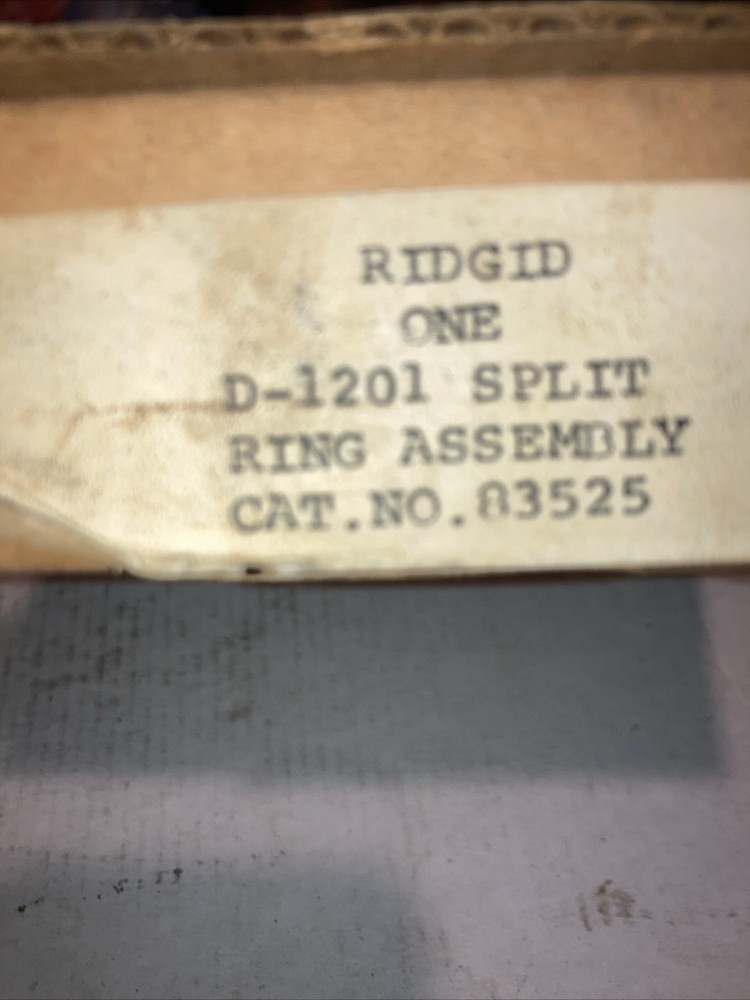 RIDGID
ONE
D-1201 SPLIT
RING ASSEMBLY
CAT.NO.83525